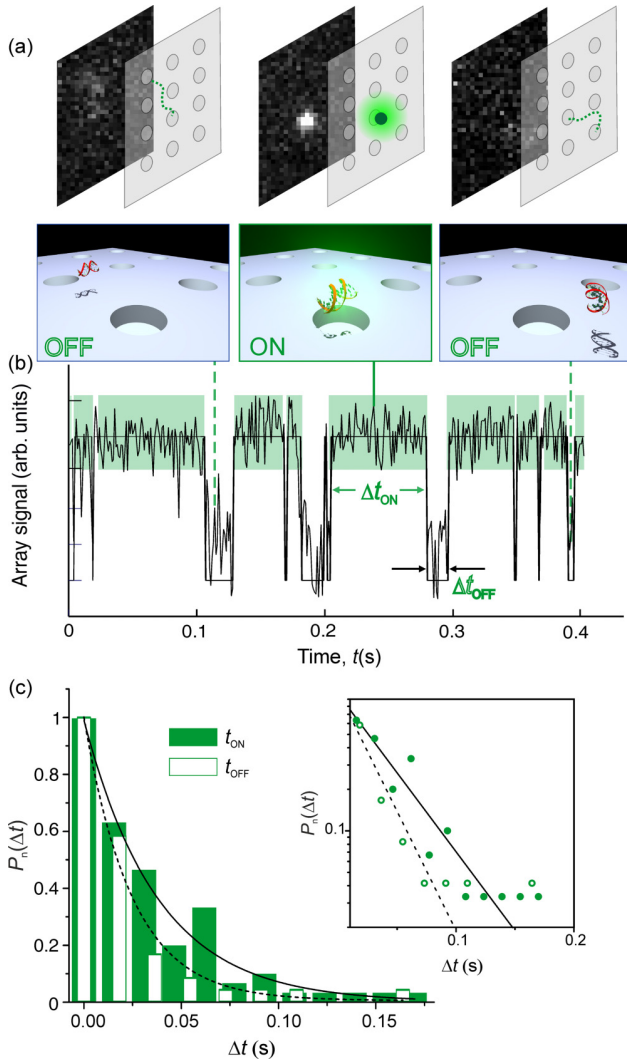 (a)
OFF
ON
OFF
(b)
Array signal (arb. units)
Δt_ON
Δt_OFF
0
0.1
0.2
0.3
0.4
Time, t(s)
(c)
P_n(Δt)
1
0.8
0.6
0.4
0.2
0
t_ON
t_OFF
0.00
0.05
0.10
0.15
Δt (s)
P_n(Δt)
0.1
0.1
0.2
Δt (s)